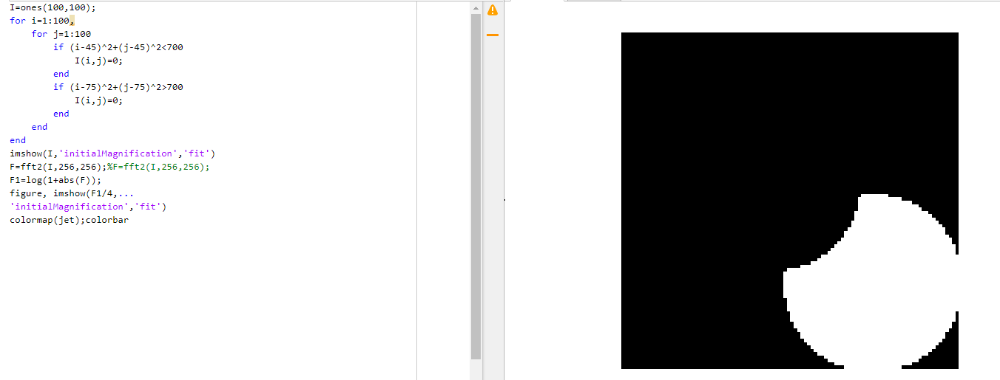 I=ones(100,100);
for i=1:100,
    for j=1:100
        if (i-45)^2+(j-45)^2<700
            I(i,j)=0;
        end
        if (i-75)^2+(j-75)^2>700
            I(i,j)=0;
        end
    end
end
imshow(I,'initialMagnification','fit')
F=fft2(I,256,256);%F=fft2(I,256,256);
F1=log(1+abs(F));
figure, imshow(F1/4,...
'initialMagnification','fit')
colormap(jet);colorbar